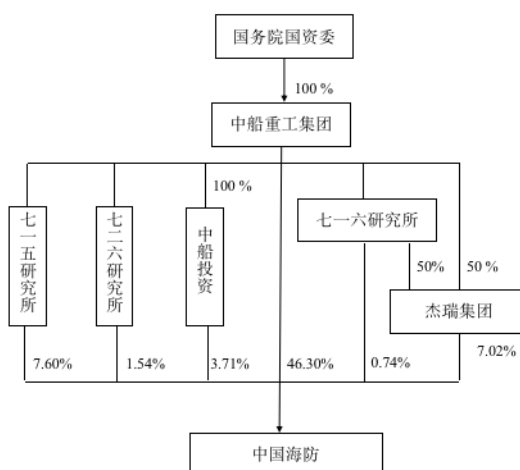 国务院国资委
100 %
中船重工集团
100 %
七一五研究所
七二六研究所
中船投资
七一六研究所
50%
50 %
杰瑞集团
7.60%
1.54%
3.71%
46.30%
0.74%
7.02%
中国海防